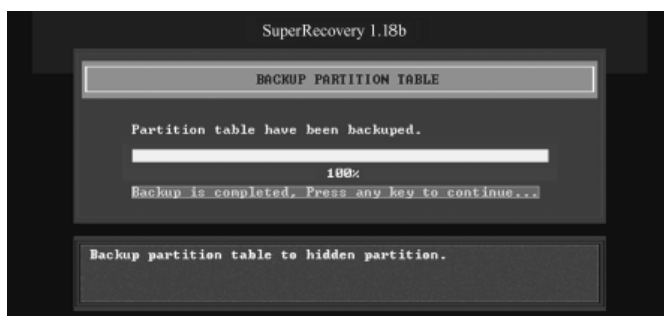 SuperRecovery 1.18b
BACKUP PARTITION TABLE
Partition table have been backuped.
100%
Backup is completed, Press any key to continue...
Backup partition table to hidden partition.